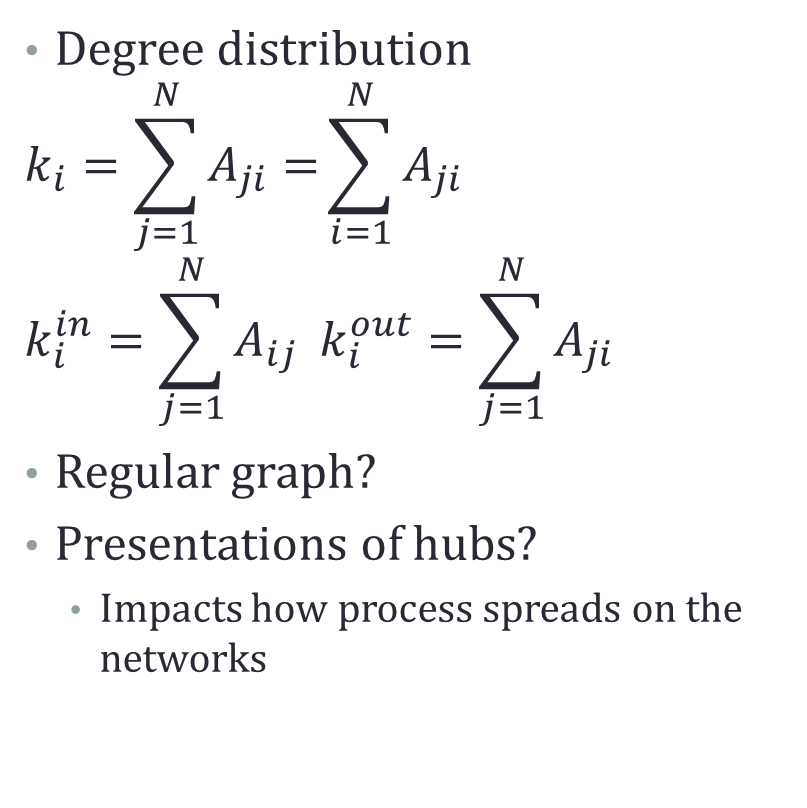 • Degree distribution
$k_i = \sum_{j=1}^{N} A_{ji} = \sum_{i=1}^{N} A_{ji}$
$k_i^{in} = \sum_{j=1}^{N} A_{ij} \;\; k_i^{out} = \sum_{j=1}^{N} A_{ji}$
• Regular graph?
• Presentations of hubs?
• Impacts how process spreads on the
networks